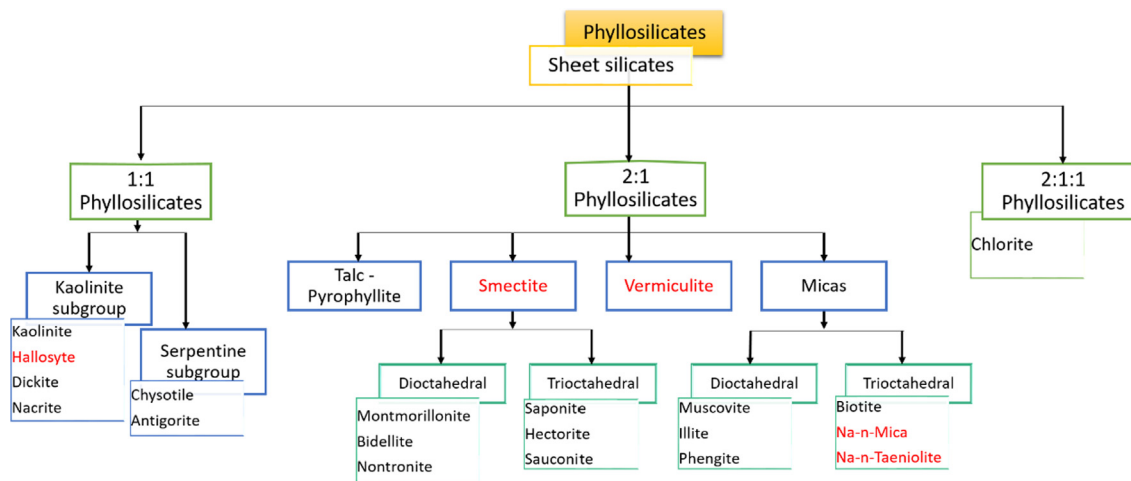 Phyllosilicates
Sheet silicates
1:1
Phyllosilicates
2:1
Phyllosilicates
2:1:1
Phyllosilicates
Chlorite
Kaolinite
subgroup
Kaolinite
Hallosyte
Dickite
Nacrite
Serpentine
subgroup
Chysotile
Antigorite
Talc -
Pyrophyllite
Smectite
Vermiculite
Micas
Dioctahedral
Montmorillonite
Bidellite
Nontronite
Trioctahedral
Saponite
Hectorite
Sauconite
Dioctahedral
Muscovite
Illite
Phengite
Trioctahedral
Biotite
Na-n-Mica
Na-n-Taeniolite